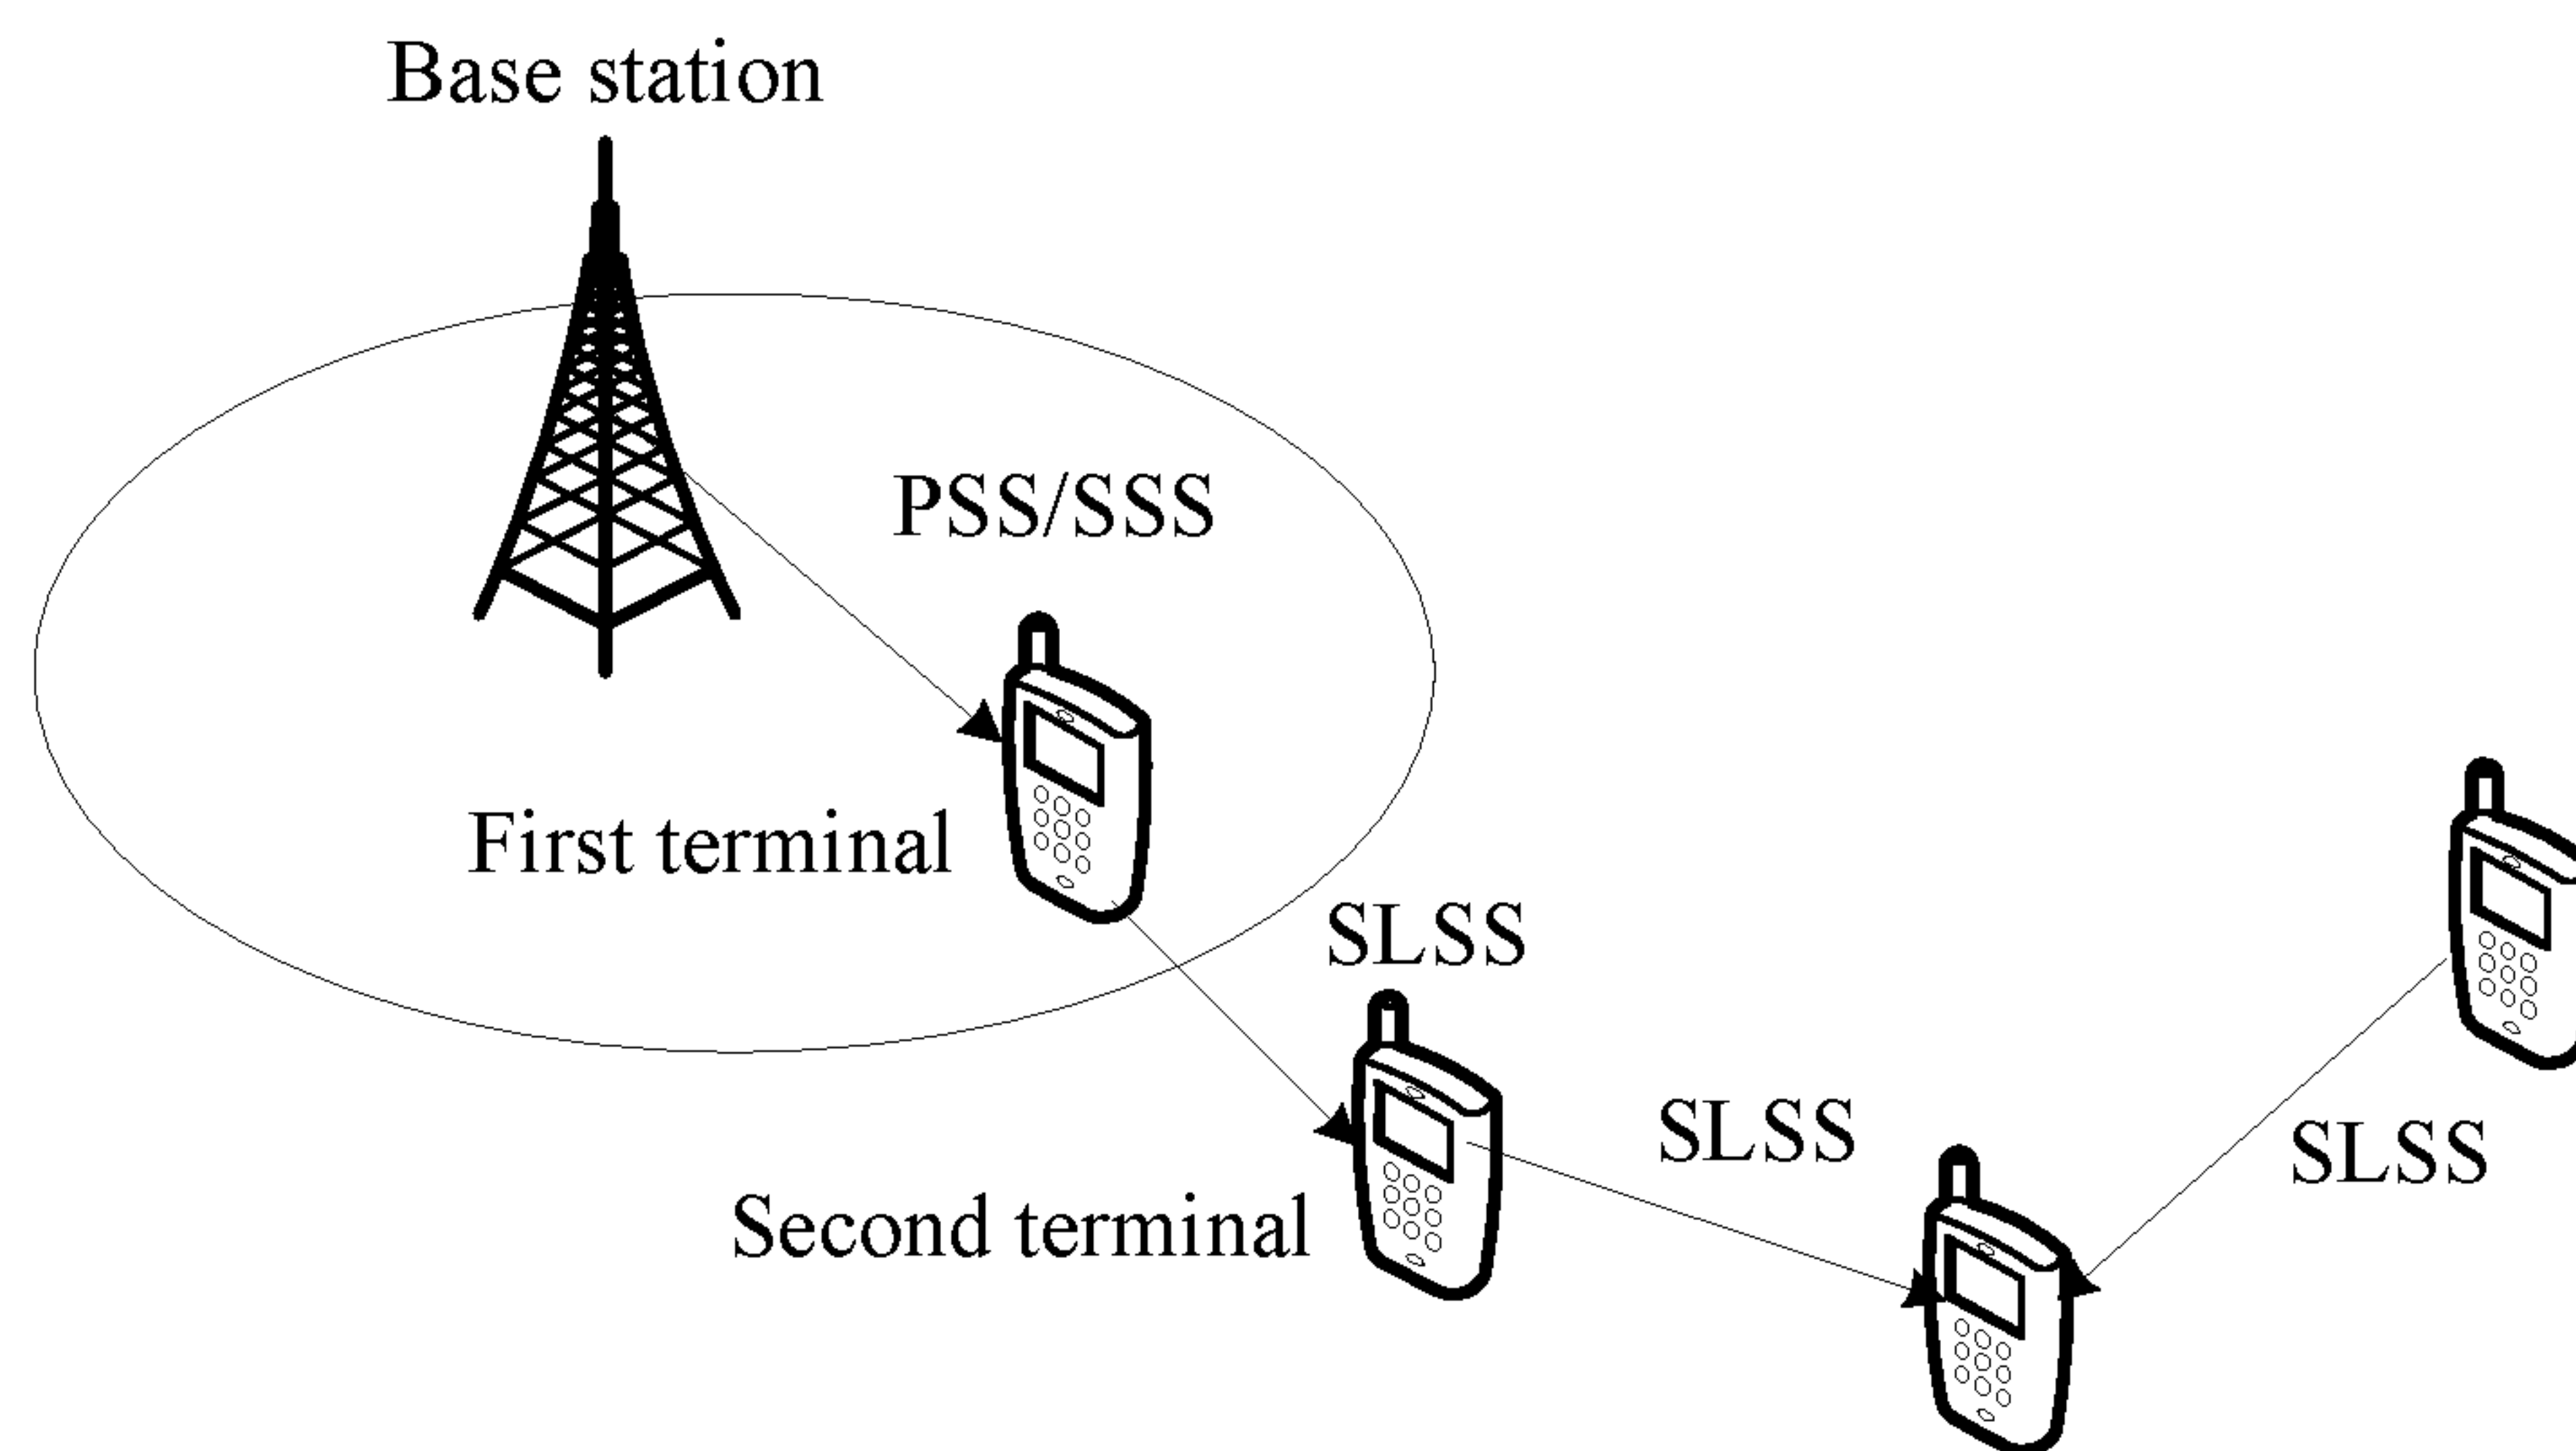 Base station
PSS/SSS
First terminal
SLSS
SLSS
SLSS
Second terminal